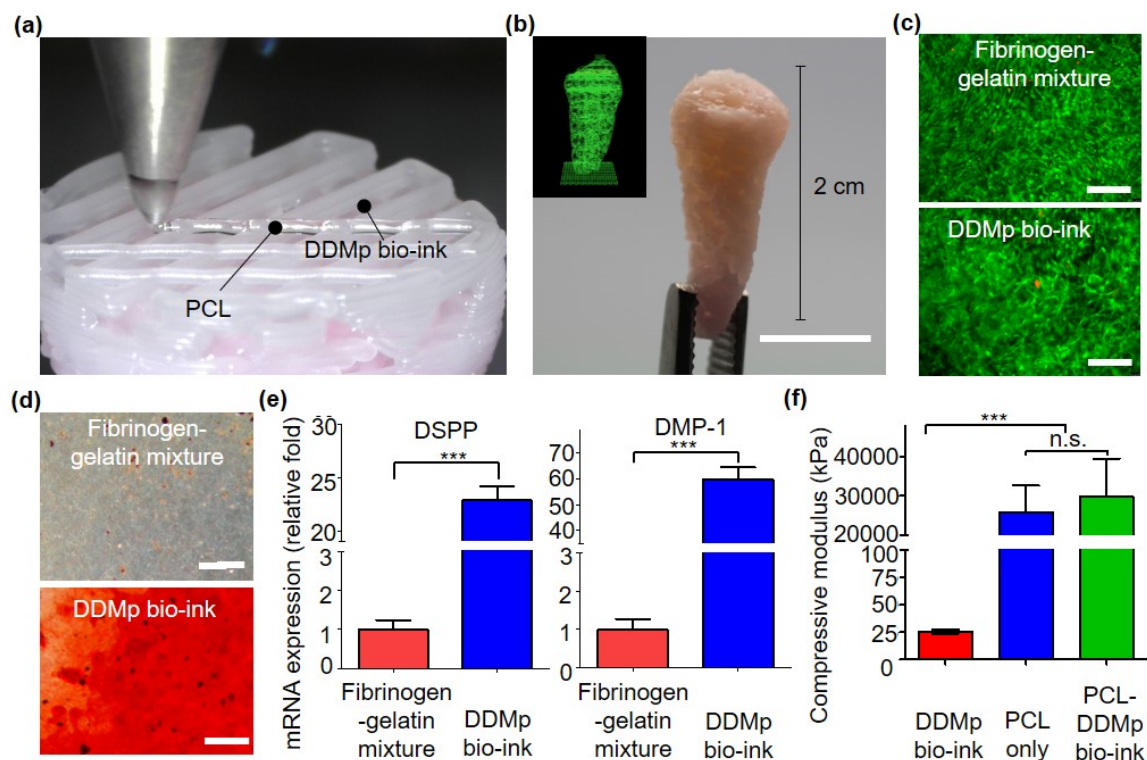 (a)
DDMp bio-ink
PCL
(b)
2 cm
(c)
Fibrinogen-
gelatin mixture
DDMp bio-ink
(d)
Fibrinogen-
gelatin mixture
DDMp bio-ink
(e)
mRNA expression (relative fold)
DSPP
***
30
25
20
3
2
1
0
Fibrinogen
-gelatin
mixture
DDMp
bio-ink
DMP-1
***
70
60
50
40
30
3
2
1
0
Fibrinogen
-gelatin
mixture
DDMp
bio-ink
(f)
Compressive modulus (kPa)
***
n.s.
40000
30000
20000
100
75
50
25
0
DDMp
bio-ink
PCL
only
PCL-
DDMp
bio-ink